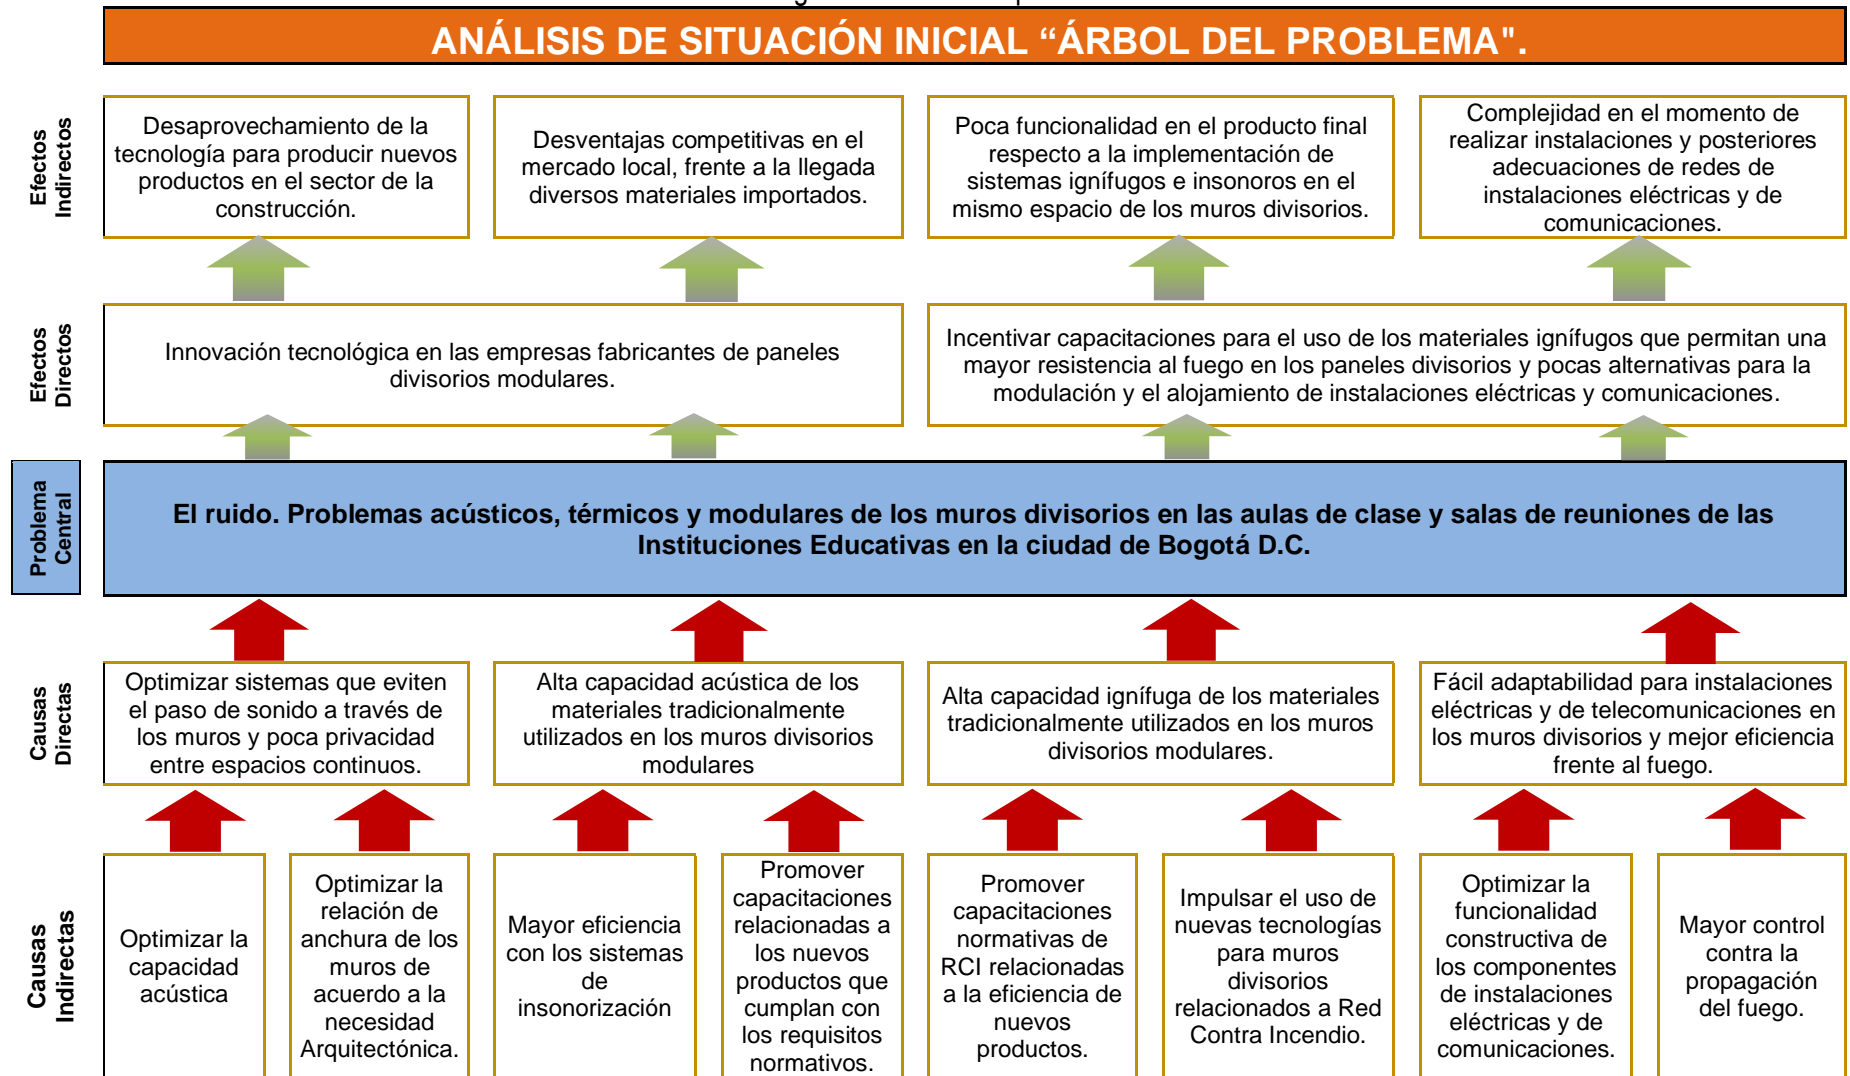 ANÁLISIS DE SITUACIÓN INICIAL “ÁRBOL DEL PROBLEMA".
Efectos
Indirectos
Desaprovechamiento de la
tecnología para producir nuevos
productos en el sector de la
construcción.
Desventajas competitivas en el
mercado local, frente a la llegada
diversos materiales importados.
Poca funcionalidad en el producto final
respecto a la implementación de
sistemas ignífugos e insonoros en el
mismo espacio de los muros divisorios.
Complejidad en el momento de
realizar instalaciones y posteriores
adecuaciones de redes de
instalaciones eléctricas y de
comunicaciones.
Efectos
Directos
Innovación tecnológica en las empresas fabricantes de paneles
divisorios modulares.
Incentivar capacitaciones para el uso de los materiales ignífugos que permitan una
mayor resistencia al fuego en los paneles divisorios y pocas alternativas para la
modulación y el alojamiento de instalaciones eléctricas y comunicaciones.
Problema
Central
El ruido. Problemas acústicos, térmicos y modulares de los muros divisorios en las aulas de clase y salas de reuniones de las
Instituciones Educativas en la ciudad de Bogotá D.C.
Causas
Directas
Optimizar sistemas que eviten
el paso de sonido a través de
los muros y poca privacidad
entre espacios continuos.
Alta capacidad acústica de los
materiales tradicionalmente
utilizados en los muros divisorios
modulares
Alta capacidad ignífuga de los materiales
tradicionalmente utilizados en los muros
divisorios modulares.
Fácil adaptabilidad para instalaciones
eléctricas y de telecomunicaciones en
los muros divisorios y mejor eficiencia
frente al fuego.
Causas
Indirectas
Optimizar la
capacidad
acústica
Optimizar la
relación de
anchura de los
muros de
acuerdo a la
necesidad
Arquitectónica.
Mayor eficiencia
con los sistemas
de
insonorización
Promover
capacitaciones
relacionadas a
los nuevos
productos que
cumplan con
los requisitos
normativos.
Promover
capacitaciones
normativas de
RCI relacionadas
a la eficiencia de
nuevos
productos.
Impulsar el uso de
nuevas tecnologías
para muros
divisorios
relacionados a Red
Contra Incendio.
Optimizar la
funcionalidad
constructiva de
los componentes
de instalaciones
eléctricas y de
comunicaciones.
Mayor control
contra la
propagación
del fuego.